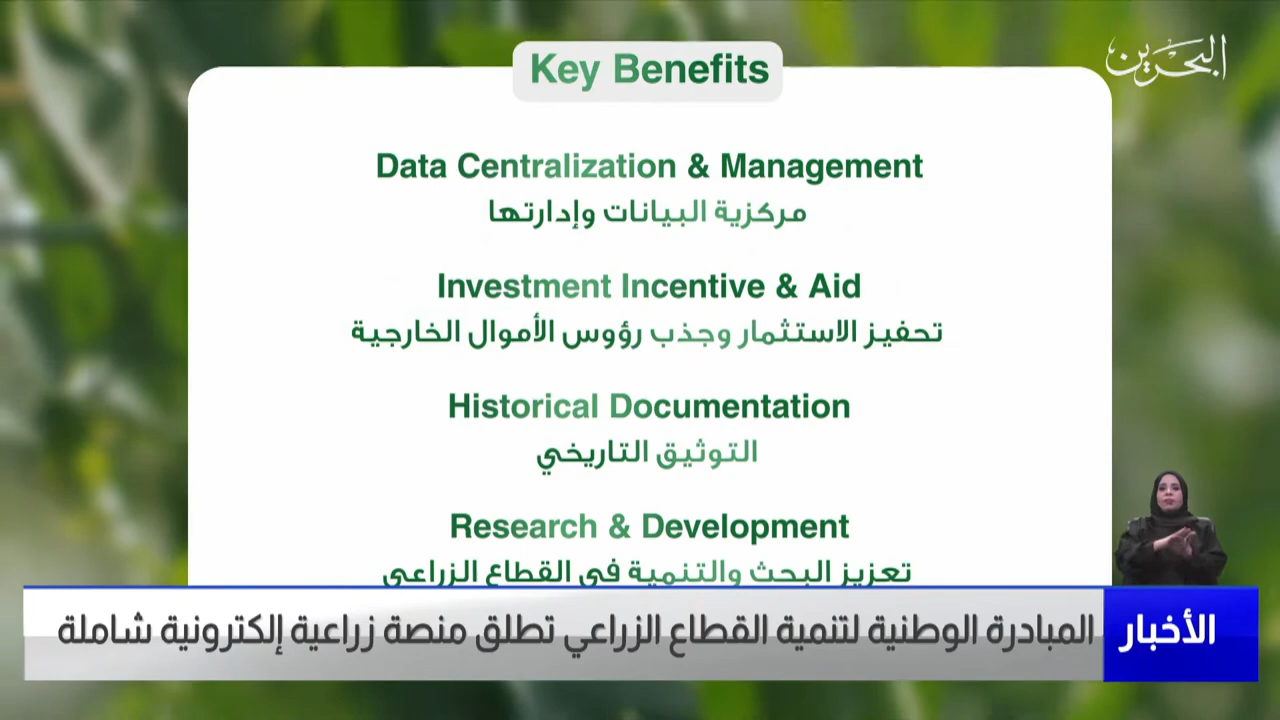 Key Benefits
البحرين
Data Centralization & Management
مركزية البيانات وإدارتها
Investment Incentive & Aid
تحفيز الاستثمار وجذب رؤوس الأموال الخارجية
Historical Documentation
التوثيق التاريخي
Research & Development
تعزيز البحث والتنمية في القطاع الزراعي
الأخبار
المبادرة الوطنية لتنمية القطاع الزراعي تطلق منصة زراعية إلكترونية شاملة